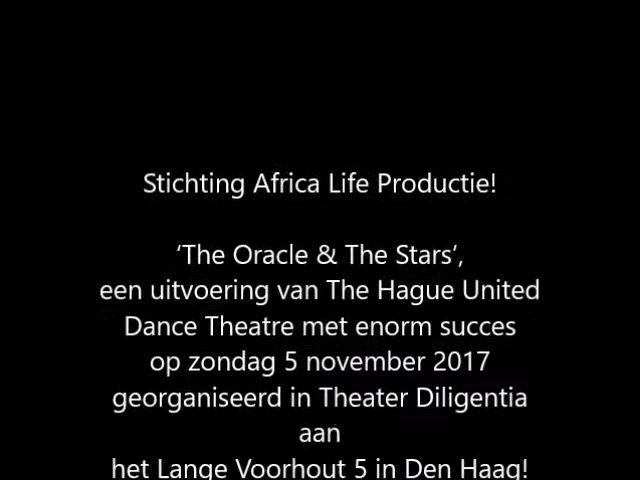 Stichting Africa Life Productie!
‘The Oracle & The Stars‘,
een uitvoering van The Hague United
Dance Theatre met enorm succes
op zondag 5 november 2017
georganiseerd in Theater Diligentia
aan
het Lange Voorhout 5 in Den Haag!